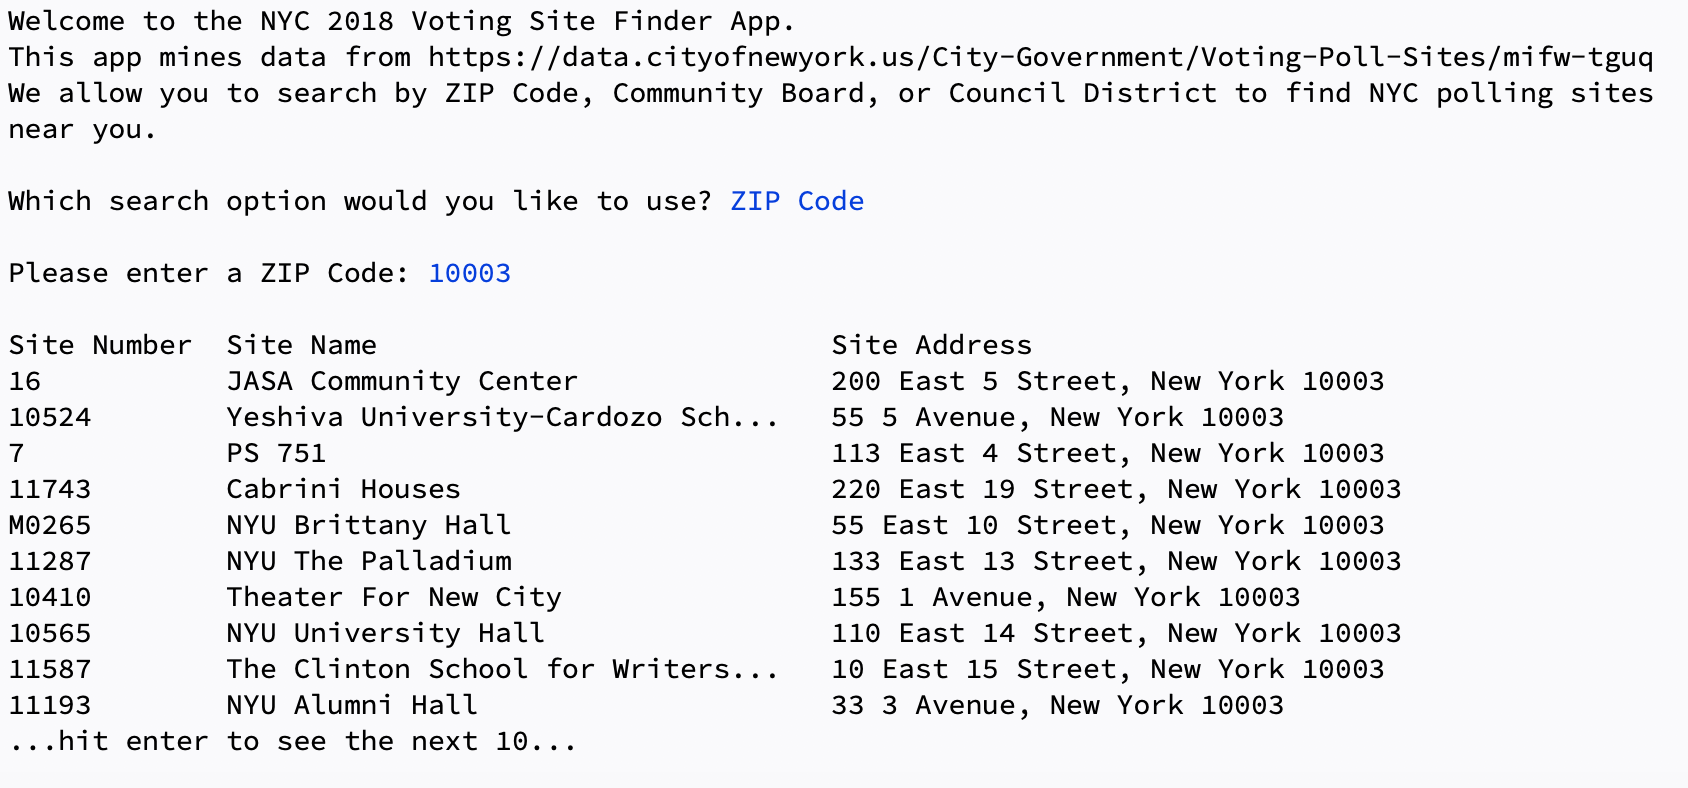 Welcome to the NYC 2018 Voting Site Finder App.
This app mines data from https://data.cityofnewyork.us/City-Government/Voting-Poll-Sites/mifw-tguq
We allow you to search by ZIP Code, Community Board, or Council District to find NYC polling sites
near you.
Which search option would you like to use? ZIP Code
Please enter a ZIP Code: 10003
Site Number  Site Name                           Site Address
16           JASA Community Center               200 East 5 Street, New York 10003
10524        Yeshiva University-Cardozo Sch...   55 5 Avenue, New York 10003
7            PS 751                              113 East 4 Street, New York 10003
11743        Cabrini Houses                      220 East 19 Street, New York 10003
M0265        NYU Brittany Hall                   55 East 10 Street, New York 10003
11287        NYU The Palladium                   133 East 13 Street, New York 10003
10410        Theater For New City                155 1 Avenue, New York 10003
10565        NYU University Hall                 110 East 14 Street, New York 10003
11587        The Clinton School for Writers...   10 East 15 Street, New York 10003
11193        NYU Alumni Hall                     33 3 Avenue, New York 10003
...hit enter to see the next 10...